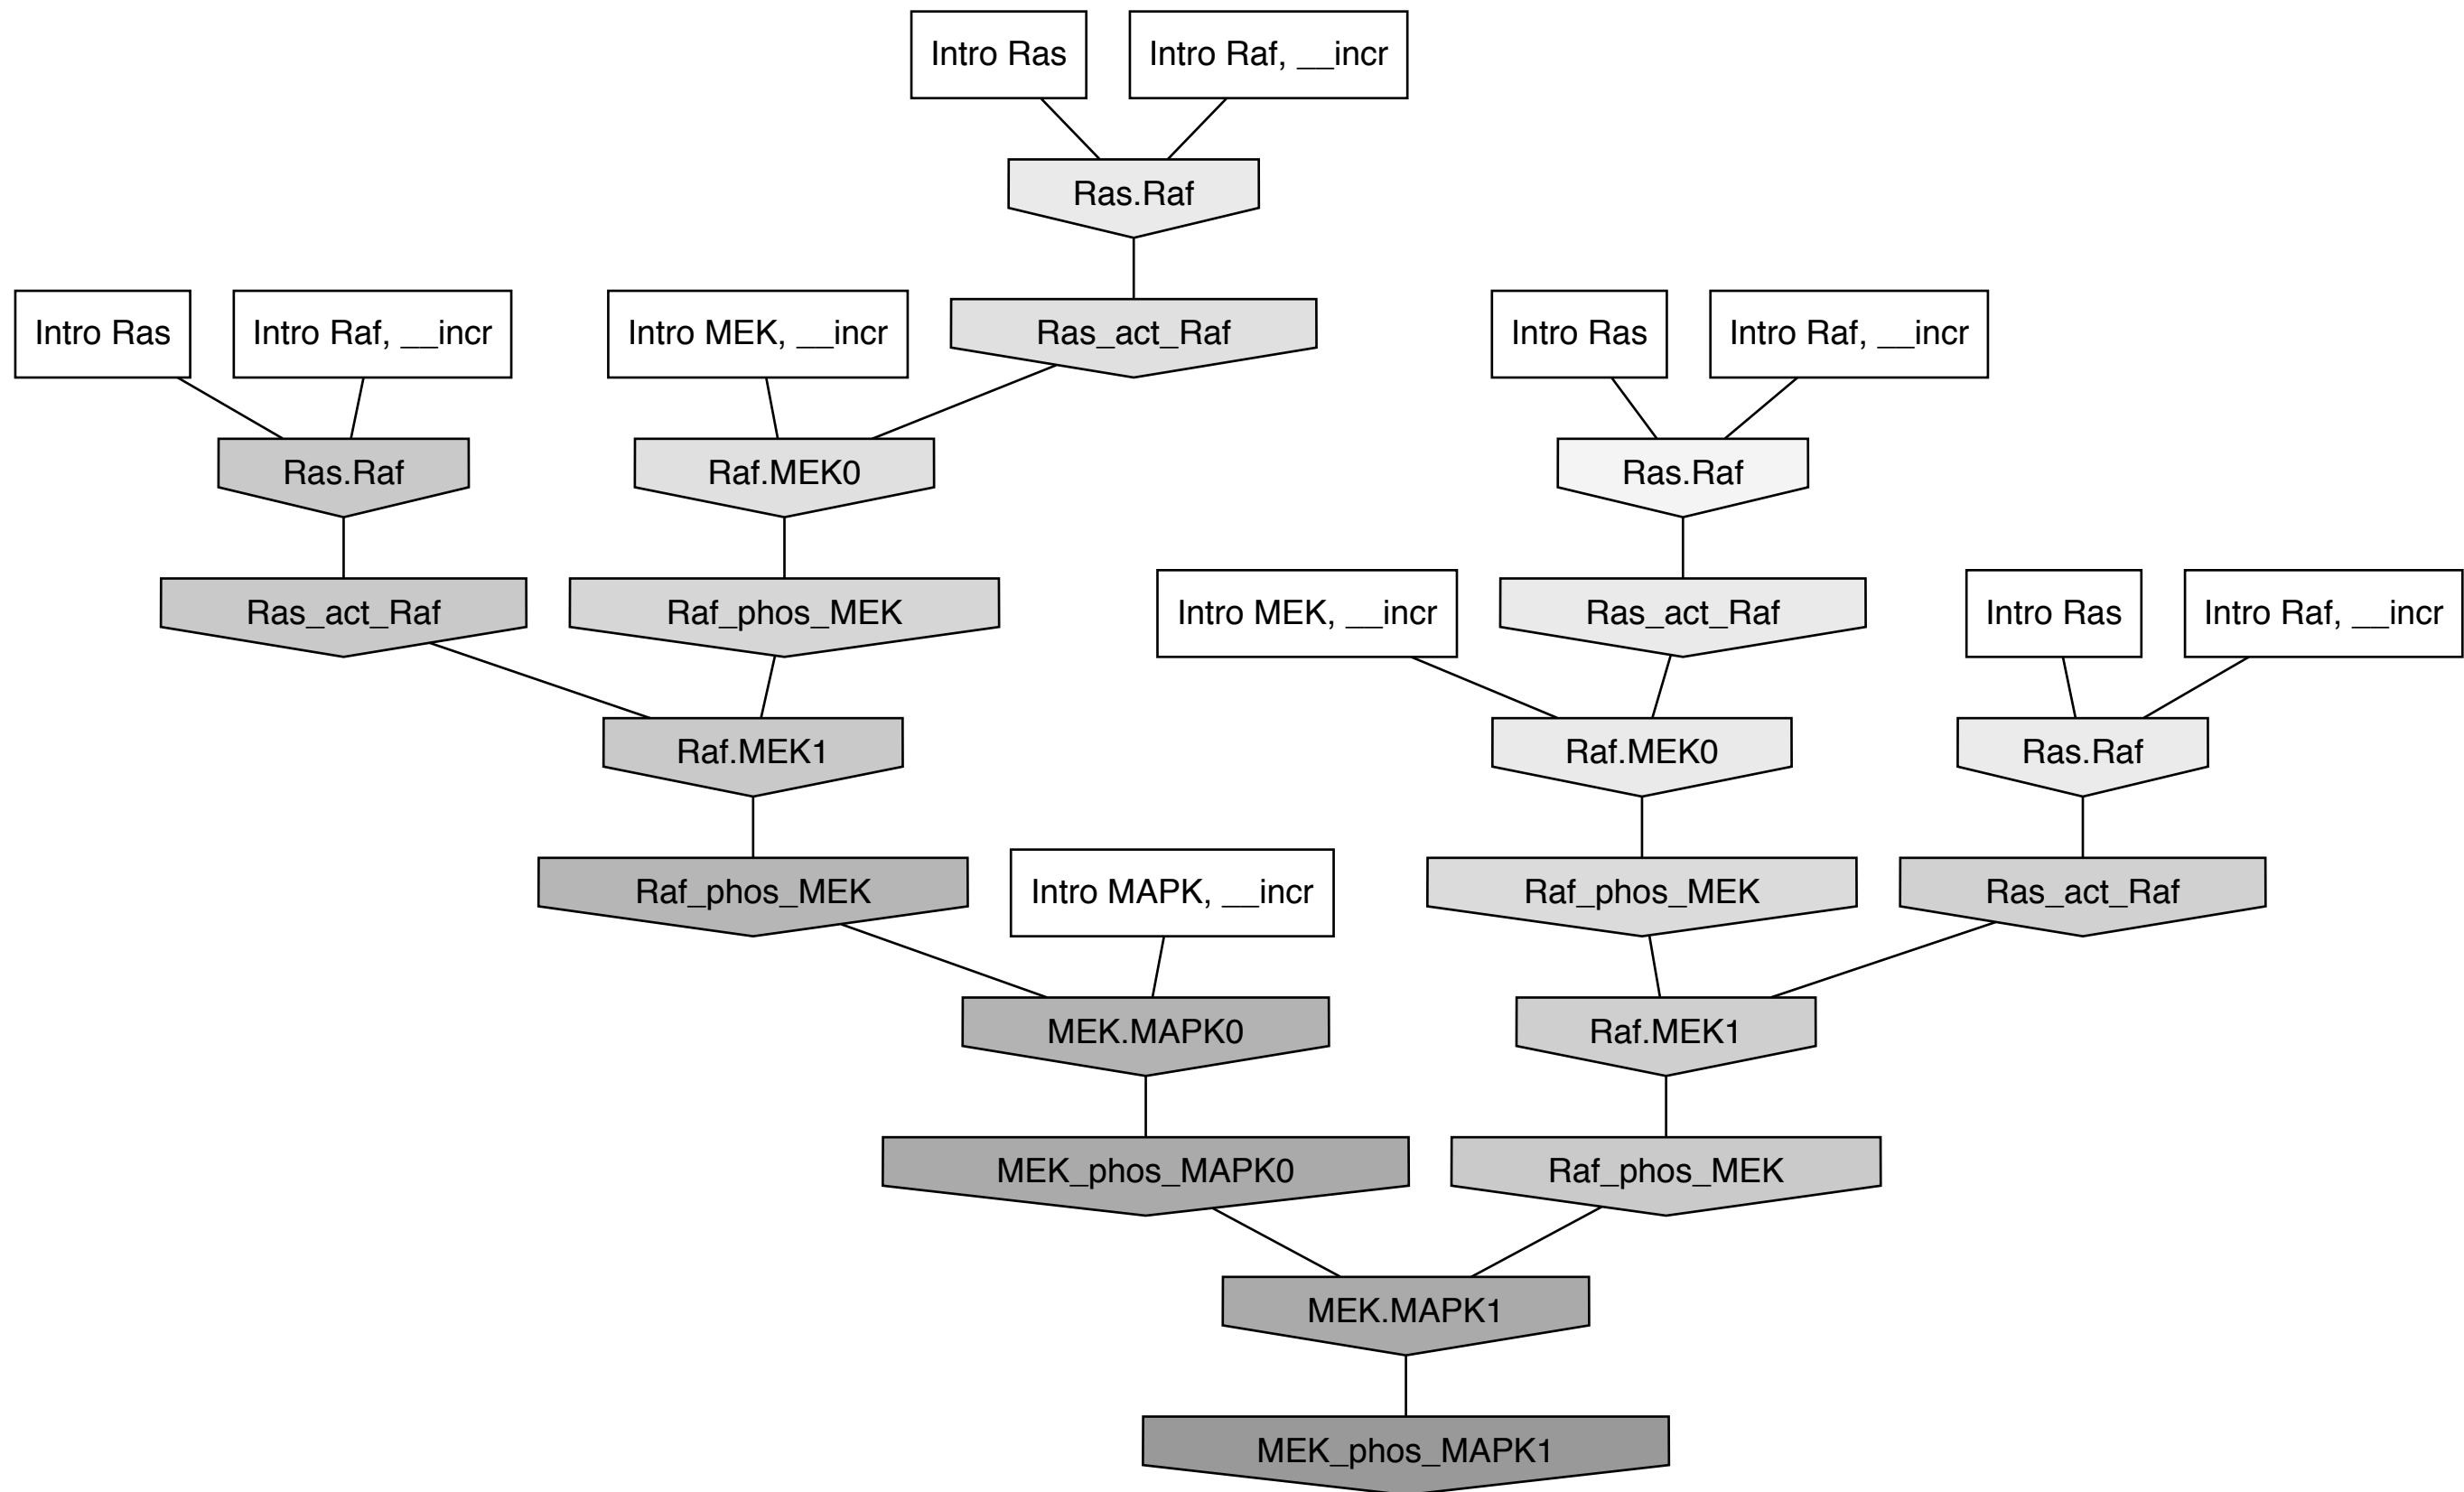 Intro Ras
Intro Raf, __incr
Ras.Raf
Intro Ras
Intro Raf, __incr
Intro MEK, __incr
Ras_act_Raf
Intro Ras
Intro Raf, __incr
Ras.Raf
Raf.MEK0
Ras.Raf
Ras_act_Raf
Raf_phos_MEK
Intro MEK, __incr
Ras_act_Raf
Intro Ras
Intro Raf, __incr
Raf.MEK1
Raf.MEK0
Ras.Raf
Raf_phos_MEK
Intro MAPK, __incr
Raf_phos_MEK
Ras_act_Raf
MEK.MAPK0
Raf.MEK1
MEK_phos_MAPK0
Raf_phos_MEK
MEK.MAPK1
MEK_phos_MAPK1